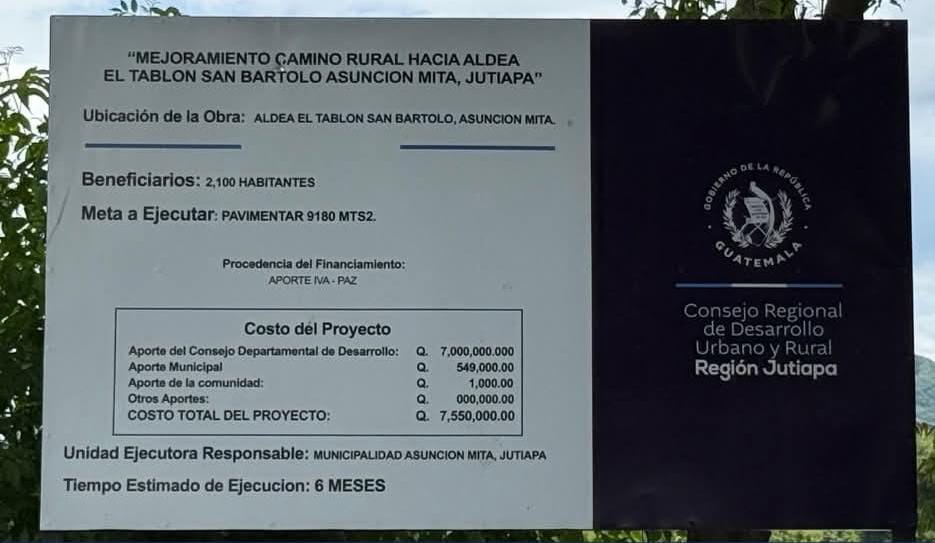 “MEJORAMIENTO CAMINO RURAL HACIA ALDEA
EL TABLON SAN BARTOLO ASUNCION MITA, JUTIAPA”
Ubicación de la Obra: ALDEA EL TABLON SAN BARTOLO, ASUNCION MITA.
Beneficiarios: 2,100 HABITANTES
Meta a Ejecutar: PAVIMENTAR 9180 MTS2.
Procedencia del Financiamiento:
APORTE IVA - PAZ
Costo del Proyecto
Aporte del Consejo Departamental de Desarrollo: Q. 7,000,000.000
Aporte Municipal Q. 549,000.00
Aporte de la comunidad: Q. 1,000.00
Otros Aportes: Q. 000,000.00
COSTO TOTAL DEL PROYECTO: Q. 7,550,000.00
Unidad Ejecutora Responsable: MUNICIPALIDAD ASUNCION MITA, JUTIAPA
Tiempo Estimado de Ejecucion: 6 MESES
GOBIERNO DE LA REPÚBLICA
GUATEMALA
Consejo Regional
de Desarrollo
Urbano y Rural
Región Jutiapa